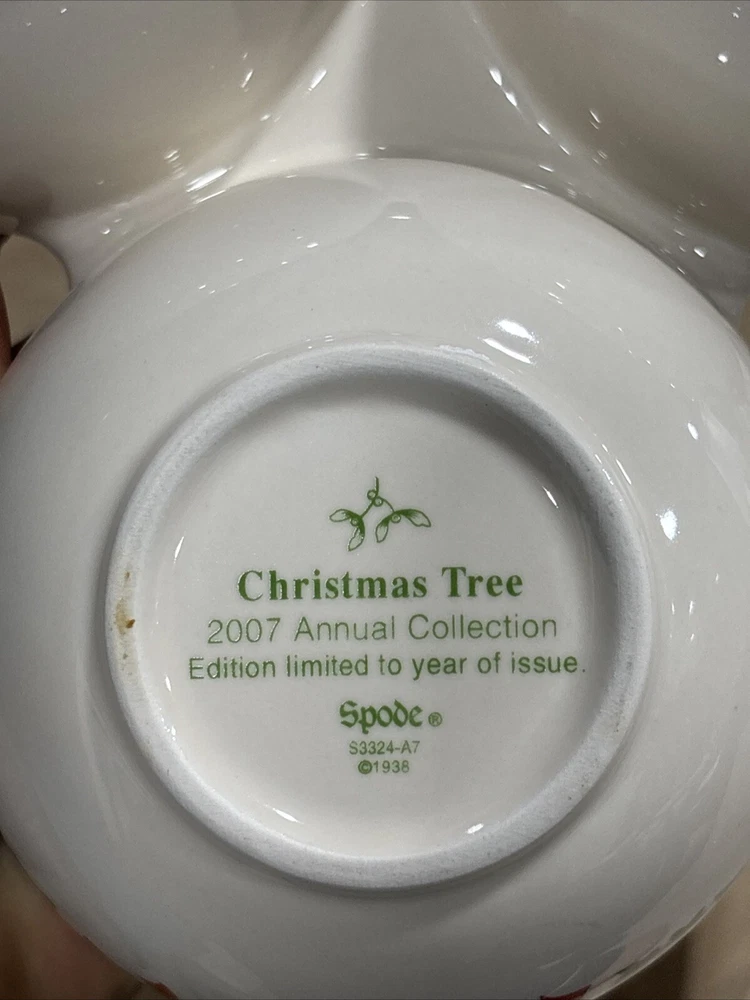 Christmas Tree
2007 Annual Collection
Edition limited to year of issue.
Spode ®
S3324-A7
©1938